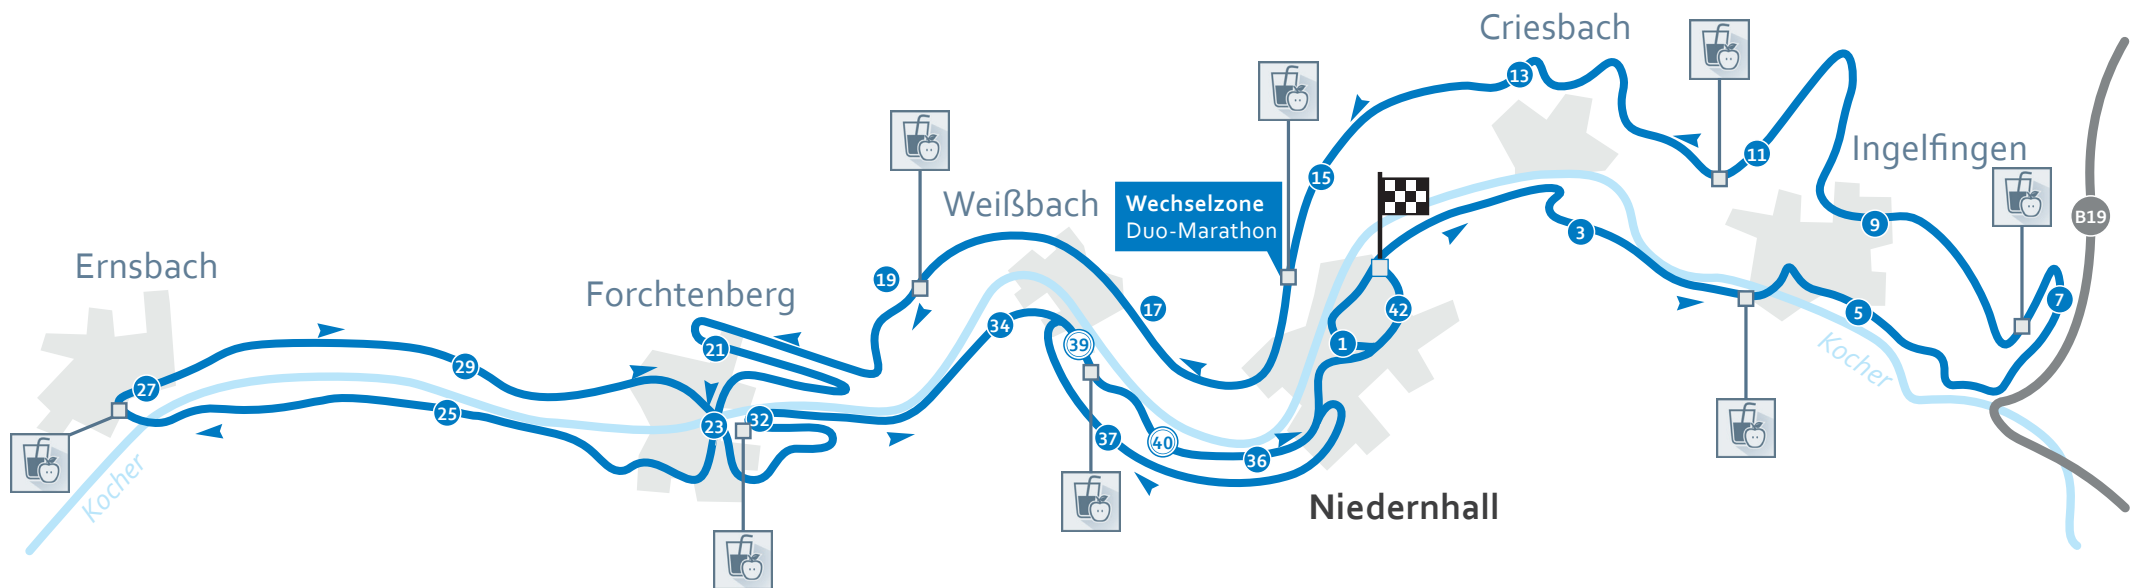 Criesbach
13
11
Ingelfingen
15
Wechselzone
Duo-Marathon
Weißbach
B19
9
3
Ernsbach
Forchtenberg
19
17
42
7
5
34
1
39
Kocher
21
29
27
25
23
32
37
40
36
Kocher
Niedernhall